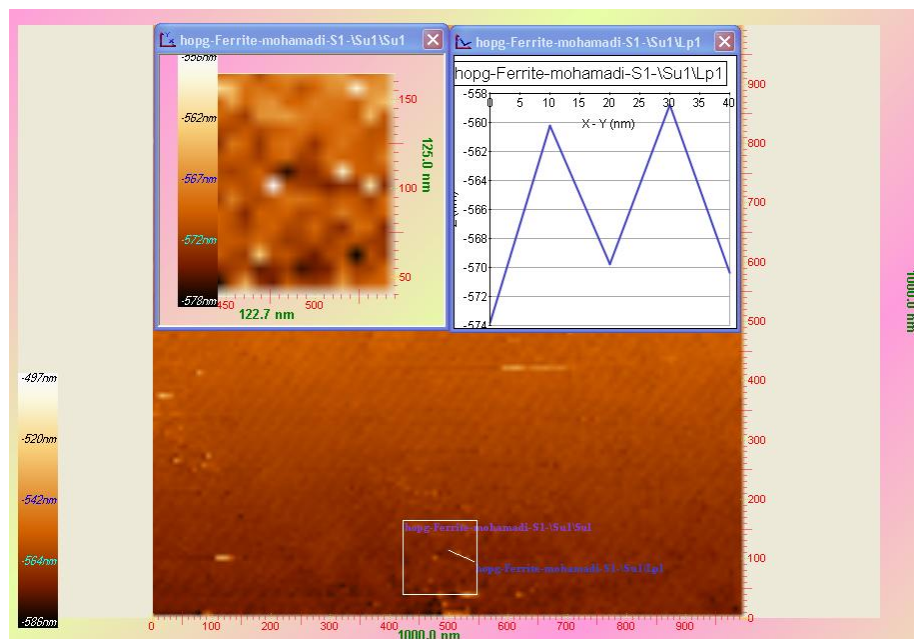 hopg-Ferrite-mohamadi-S1-\Su1\Su1
hopg-Ferrite-mohamadi-S1-\Su1\Lp1
-562nm
-567nm
-572nm
-578nm
150
100
50
125.0 nm
450
500
122.7 nm
hopg-Ferrite-mohamadi-S1-\Su1\Lp1
-558
-560
-562
-564
-566
-568
-570
-572
-574
0 5 10 15 20 25 30 35 40
X - Y (nm)
900
800
700
600
500
400
300
200
100
0
1000.0 nm
-497nm
-520nm
-542nm
-564nm
-586nm
hopg-Ferrite-mohamadi-S1-\Su1\Su1
hopg-Ferrite-mohamadi-S1-\Su1\Lp1
0 100 200 300 400 500 600 700 800 900
1000.0 nm